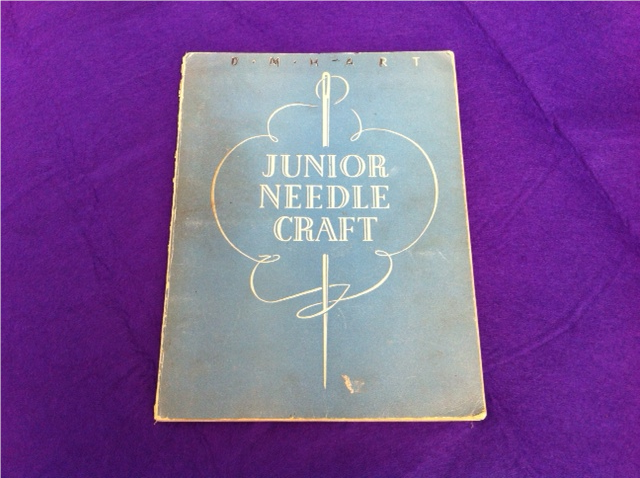 D · M · H A R T
JUNIOR
NEEDLE
CRAFT